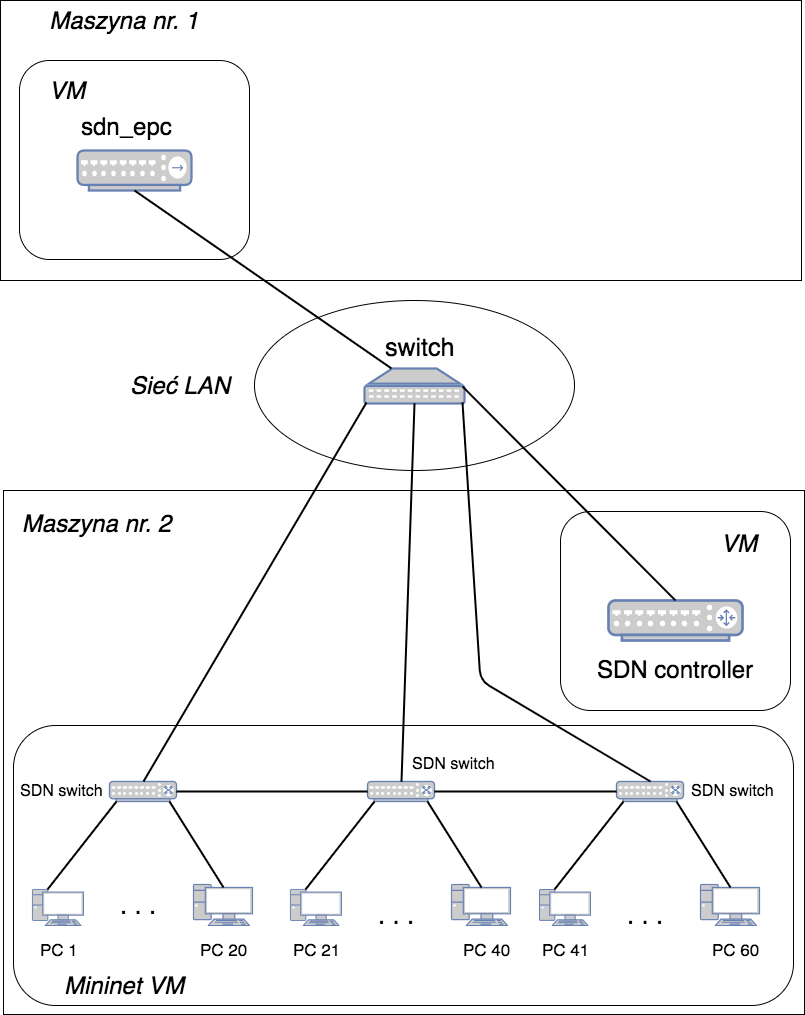 Maszyna nr. 1
VM
sdn_epc
switch
Sieć LAN
Maszyna nr. 2
VM
SDN controller
SDN switch
SDN switch
SDN switch
. . .
. . .
. . .
PC 1
PC 20
PC 21
PC 40
PC 41
PC 60
Mininet VM